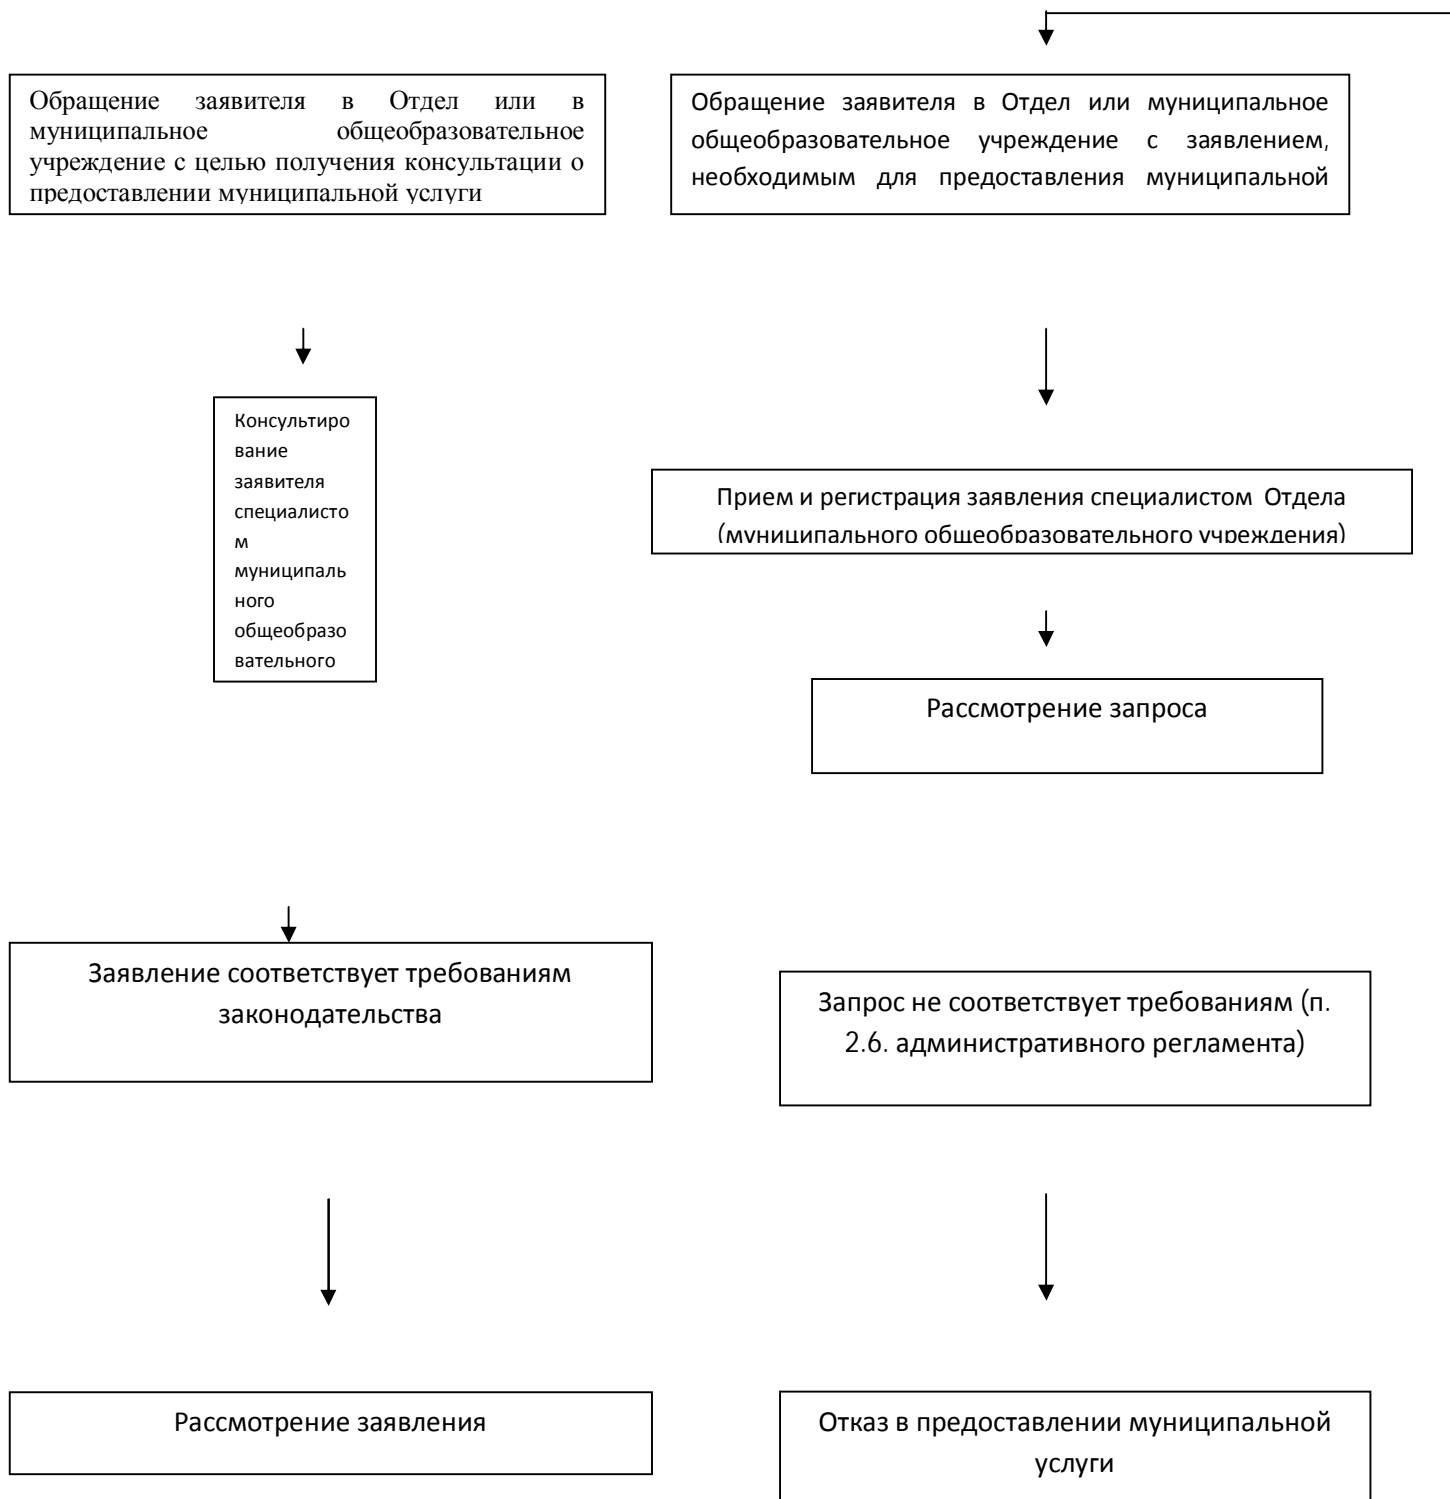 Обращение заявителя в Отдел или в
муниципальное общеобразовательное
учреждение с целью получения консультации о
предоставлении муниципальной услуги
Обращение заявителя в Отдел или муниципальное
общеобразовательное учреждение с заявлением,
необходимым для предоставления муниципальной
Консультиро
вание
заявителя
специалисто
м
муниципаль
ного
общеобразо
вательного
Прием и регистрация заявления специалистом Отдела
(муниципального общеобразовательного учреждения)
Рассмотрение запроса
Заявление соответствует требованиям
законодательства
Запрос не соответствует требованиям (п.
2.6. административного регламента)
Рассмотрение заявления
Отказ в предоставлении муниципальной
услуги